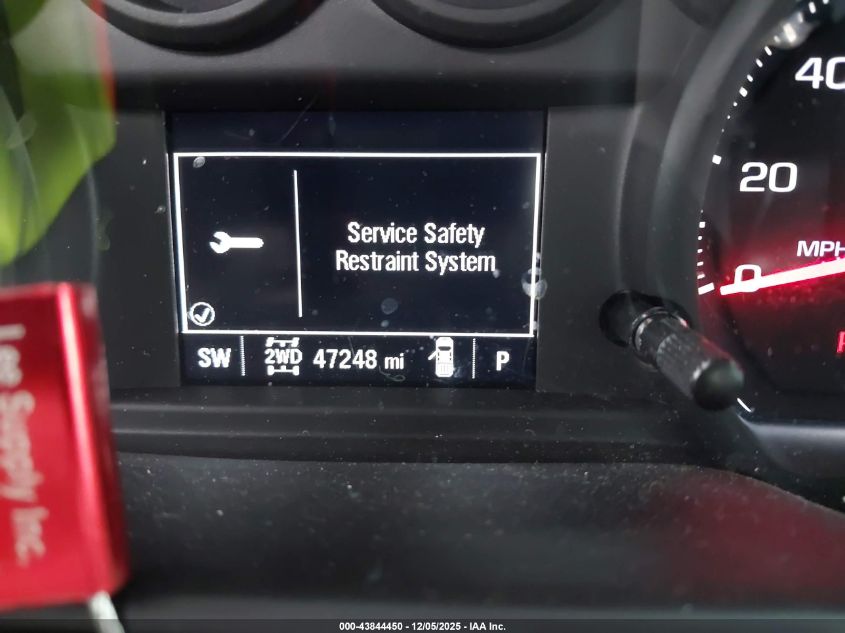 40
20
MPH
0
Service Safety
Restraint System
SW 2WD 47248 mi P
Lee Supply Inc.
000-43844450 - 12/05/2025 - IAA Inc.